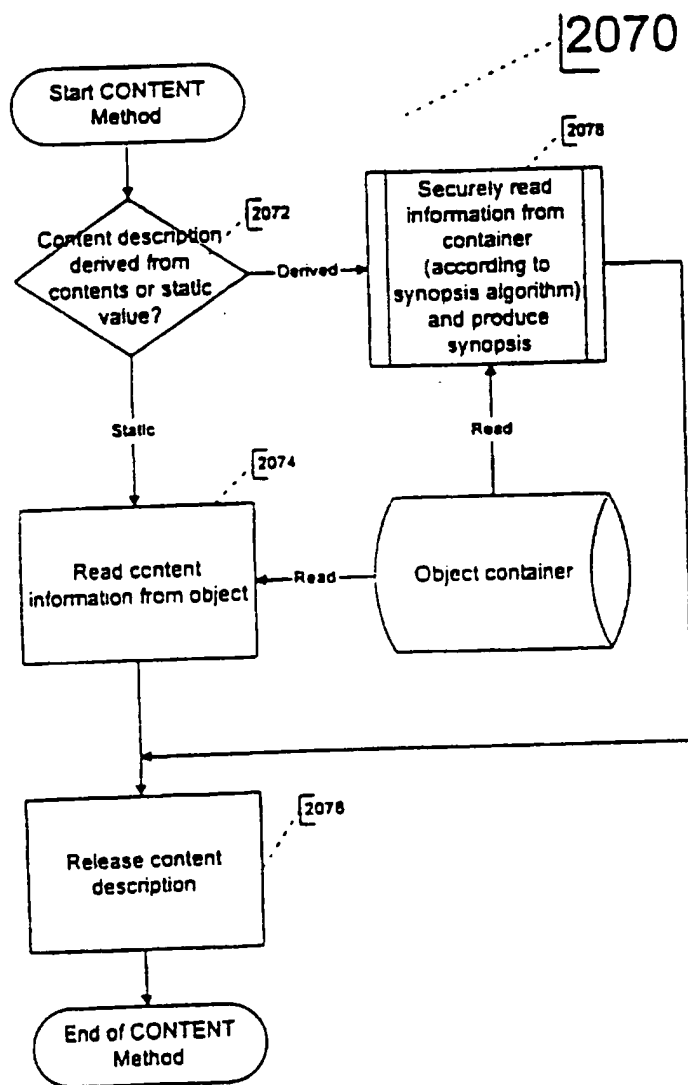 2070
Start CONTENT
Method
2078
Securely read
information from
container
(according to
synopsis algorithm)
and produce
synopsis
2072
Content description
derived from
contents or static
value?
Derived
Static
Read
2074
Read content
information from object
Read
Object container
2076
Release content
description
End of CONTENT
Method